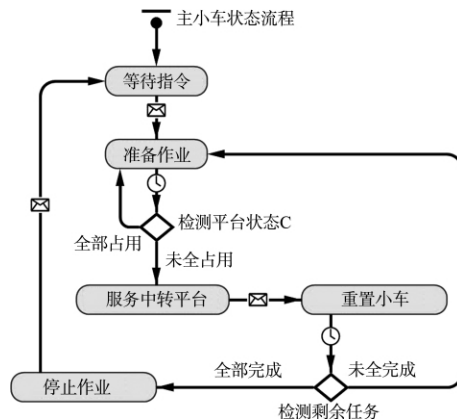 主小车状态流程
等待指令
准备作业
检测平台状态C
全部占用
未全占用
服务中转平台
重置小车
全部完成
未全完成
停止作业
检测剩余任务